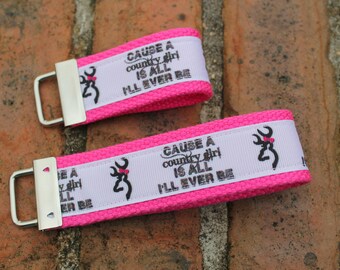 CAUSE A
country girl
IS ALL
I'LL EVER BE
CAUSE A
country girl
IS ALL
I'LL EVER BE